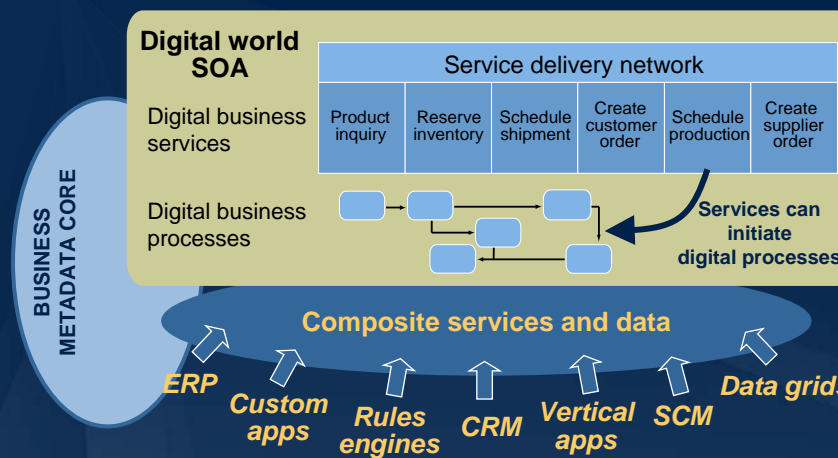 Digital world
SOA
Service delivery network
Digital business
services
Product
inquiry
Reserve
inventory
Schedule
shipment
Create
customer
order
Schedule
production
Create
supplier
order
Digital business
processes
Services can
initiate
digital processes
BUSINESS
METADATA CORE
Composite services and data
ERP
Custom
apps
Rules
engines
CRM
Vertical
apps
SCM
Data grids